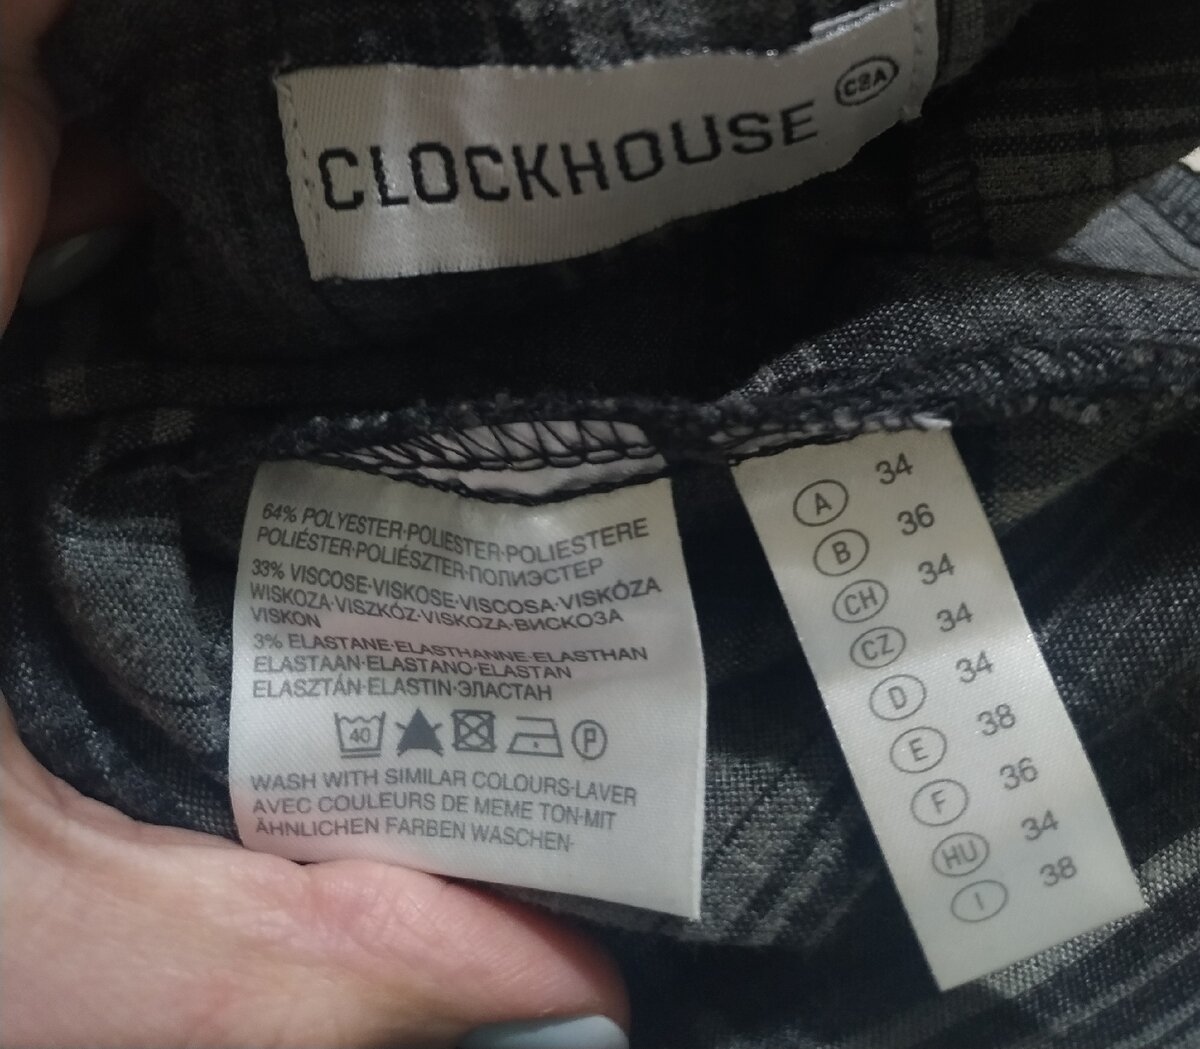 CLOCKHOUSE C&A
64% POLYESTER·POLIESTER·POLIESTERE
POLIÉSTER·POLIÉSZTER·ПОЛИЭСТЕР
33% VISCOSE·VISKOSE·VISCOSA·VISKÓZA
WISKOZA·VISZKÓZ·VISKOZA·ВИСКОЗА
VISKON
3% ELASTANE·ELASTHANNE·ELASTHAN
ELASTAAN·ELASTANO·ELASTAN
ELASZTÁN·ELASTIN·ЭЛАСТАН
40 P
WASH WITH SIMILAR COLOURS·LAVER
AVEC COULEURS DE MEME TON·MIT
ÄHNLICHEN FARBEN WASCHEN·
A 34
B 36
CH 34
CZ 34
D 34
E 38
F 36
HU 34
I 38